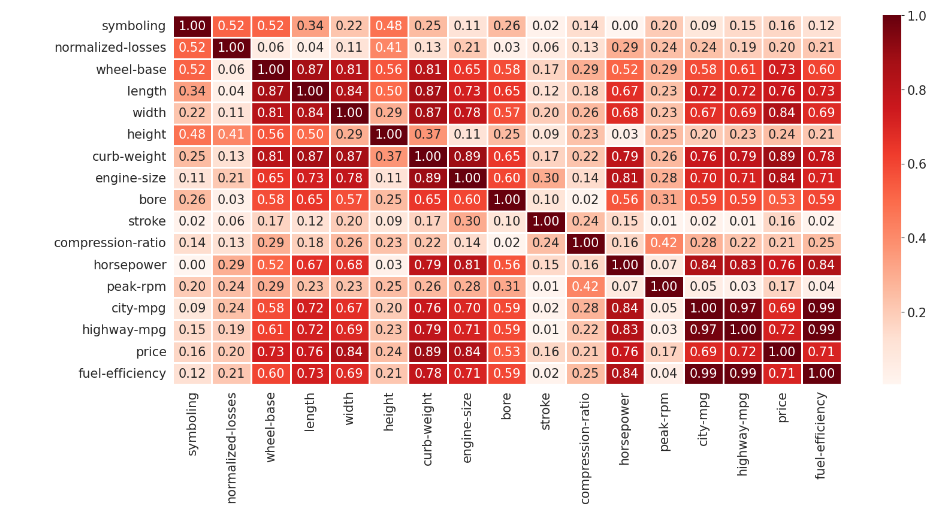 symboling 1.00 0.52 0.52 0.34 0.22 0.48 0.25 0.11 0.26 0.02 0.14 0.00 0.20 0.09 0.15 0.16 0.12
normalized-losses 0.52 1.00 0.06 0.04 0.11 0.41 0.13 0.21 0.03 0.06 0.13 0.29 0.24 0.24 0.19 0.20 0.21
wheel-base 0.52 0.06 1.00 0.87 0.81 0.56 0.81 0.65 0.58 0.17 0.29 0.52 0.29 0.58 0.61 0.73 0.60
length 0.34 0.04 0.87 1.00 0.84 0.50 0.87 0.73 0.65 0.12 0.18 0.67 0.23 0.72 0.72 0.76 0.73
width 0.22 0.11 0.81 0.84 1.00 0.29 0.87 0.78 0.57 0.20 0.26 0.68 0.23 0.67 0.69 0.84 0.69
height 0.48 0.41 0.56 0.50 0.29 1.00 0.37 0.11 0.25 0.09 0.23 0.03 0.25 0.20 0.23 0.24 0.21
curb-weight 0.25 0.13 0.81 0.87 0.87 0.37 1.00 0.89 0.65 0.17 0.22 0.79 0.26 0.76 0.79 0.89 0.78
engine-size 0.11 0.21 0.65 0.73 0.78 0.11 0.89 1.00 0.60 0.30 0.14 0.81 0.28 0.70 0.71 0.84 0.71
bore 0.26 0.03 0.58 0.65 0.57 0.25 0.65 0.60 1.00 0.10 0.02 0.56 0.31 0.59 0.59 0.53 0.59
stroke 0.02 0.06 0.17 0.12 0.20 0.09 0.17 0.30 0.10 1.00 0.24 0.15 0.01 0.02 0.01 0.16 0.02
compression-ratio 0.14 0.13 0.29 0.18 0.26 0.23 0.22 0.14 0.02 0.24 1.00 0.16 0.42 0.28 0.22 0.21 0.25
horsepower 0.00 0.29 0.52 0.67 0.68 0.03 0.79 0.81 0.56 0.15 0.16 1.00 0.07 0.84 0.83 0.76 0.84
peak-rpm 0.20 0.24 0.29 0.23 0.23 0.25 0.26 0.28 0.31 0.01 0.42 0.07 1.00 0.05 0.03 0.17 0.04
city-mpg 0.09 0.24 0.58 0.72 0.67 0.20 0.76 0.70 0.59 0.02 0.28 0.84 0.05 1.00 0.97 0.69 0.99
highway-mpg 0.15 0.19 0.61 0.72 0.69 0.23 0.79 0.71 0.59 0.01 0.22 0.83 0.03 0.97 1.00 0.72 0.99
price 0.16 0.20 0.73 0.76 0.84 0.24 0.89 0.84 0.53 0.16 0.21 0.76 0.17 0.69 0.72 1.00 0.71
fuel-efficiency 0.12 0.21 0.60 0.73 0.69 0.21 0.78 0.71 0.59 0.02 0.25 0.84 0.04 0.99 0.99 0.71 1.00
symboling
normalized-losses
wheel-base
length
width
height
curb-weight
engine-size
bore
stroke
compression-ratio
horsepower
peak-rpm
city-mpg
highway-mpg
price
fuel-efficiency
1.0
0.8
0.6
0.4
0.2